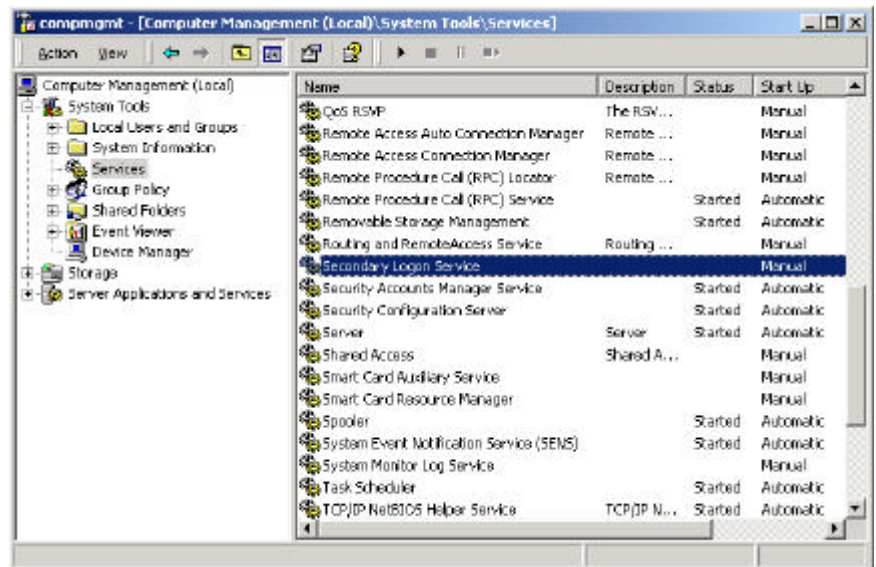 compmgmt - [Computer Management (Local)\System Tools\Services]
Action View
Computer Management (Local)
System Tools
Local Users and Groups
System Information
Services
Group Policy
Shared Folders
Event Viewer
Device Manager
Storage
Server Applications and Services
Name Description Status Start Up
QoS RSVP The RSV... Manual
Remote Access Auto Connection Manager Remote ... Manual
Remote Access Connection Manager Remote ... Manual
Remote Procedure Call (RPC) Locator Remote ... Manual
Remote Procedure Call (RPC) Service Started Automatic
Removable Storage Management Started Automatic
Routing and RemoteAccess Service Routing ... Manual
Secondary Logon Service Manual
Security Accounts Manager Service Started Automatic
Security Configuration Server Started Automatic
Server Server Started Automatic
Shared Access Shared A... Manual
Smart Card Auxiliary Service Manual
Smart Card Resource Manager Manual
Spooler Started Automatic
System Event Notification Service (SENS) Started Automatic
System Monitor Log Service Manual
Task Scheduler Started Automatic
TCP/IP NetBIOS Helper Service TCP/IP N... Started Automatic